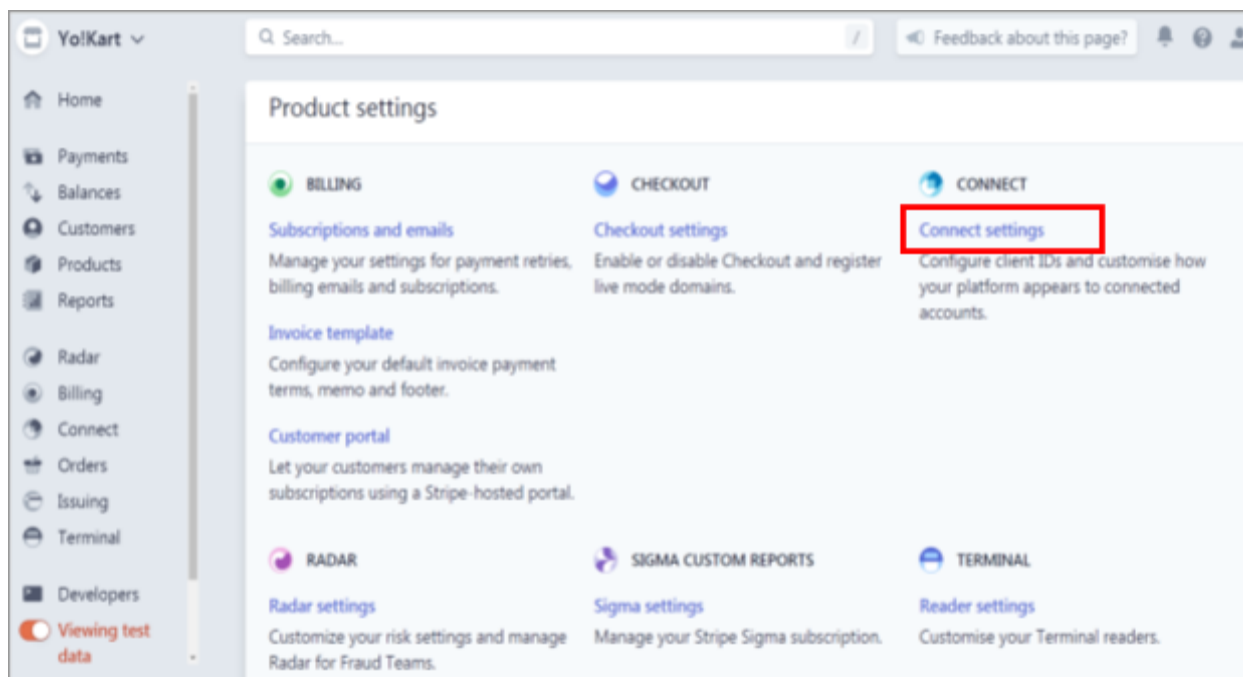 Yo!Kart
Search...
/
Feedback about this page?
Home
Payments
Balances
Customers
Products
Reports
Radar
Billing
Connect
Orders
Issuing
Terminal
Developers
Viewing test
data
Product settings
BILLING
Subscriptions and emails
Manage your settings for payment retries,
billing emails and subscriptions.
Invoice template
Configure your default invoice payment
terms, memo and footer.
Customer portal
Let your customers manage their own
subscriptions using a Stripe-hosted portal.
CHECKOUT
Checkout settings
Enable or disable Checkout and register
live mode domains.
CONNECT
Connect settings
Configure client IDs and customise how
your platform appears to connected
accounts.
RADAR
Radar settings
Customize your risk settings and manage
Radar for Fraud Teams.
SIGMA CUSTOM REPORTS
Sigma settings
Manage your Stripe Sigma subscription.
TERMINAL
Reader settings
Customise your Terminal readers.